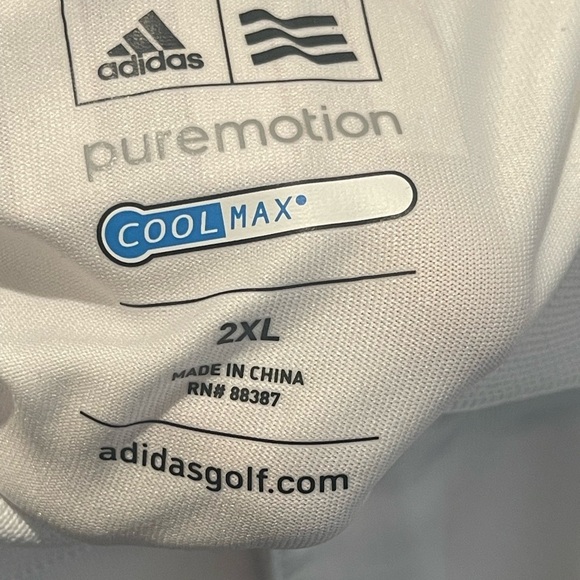 adidas
puremotion
COOLMAX
2XL
MADE IN CHINA
RN# 88387
adidasgolf.com